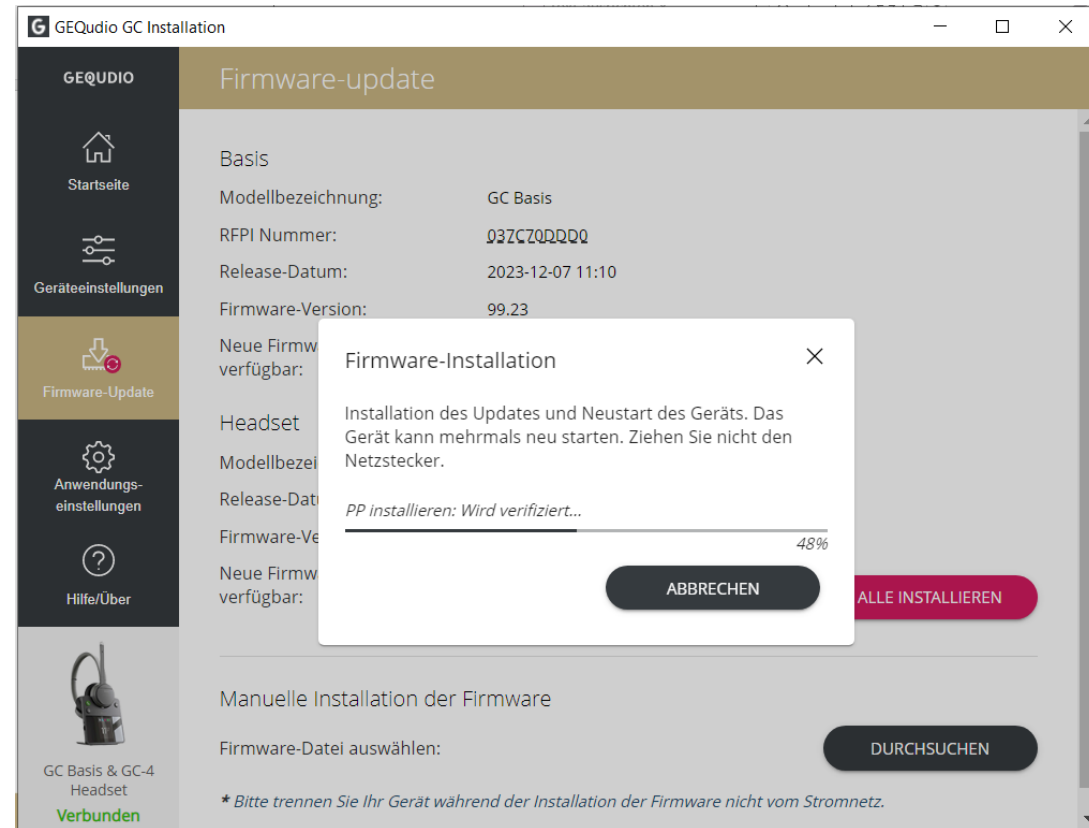 GEQudio GC Installation
GEQUDIO
Firmware-update
Startseite
Geräteeinstellungen
Firmware-Update
Anwendungs-
einstellungen
Hilfe/Über
GC Basis & GC-4
Headset
Verbunden
Basis
Modellbezeichnung: GC Basis
RFPI Nummer: 037C70DDD0
Release-Datum: 2023-12-07 11:10
Firmware-Version: 99.23
Neue Firmw
verfügbar:
Headset
Modellbezei
Release-Dat
Firmware-Ve
Neue Firmw
verfügbar:
Firmware-Installation
Installation des Updates und Neustart des Geräts. Das
Gerät kann mehrmals neu starten. Ziehen Sie nicht den
Netzstecker.
PP installieren: Wird verifiziert...
48%
ABBRECHEN
ALLE INSTALLIEREN
Manuelle Installation der Firmware
Firmware-Datei auswählen: DURCHSUCHEN
* Bitte trennen Sie Ihr Gerät während der Installation der Firmware nicht vom Stromnetz.